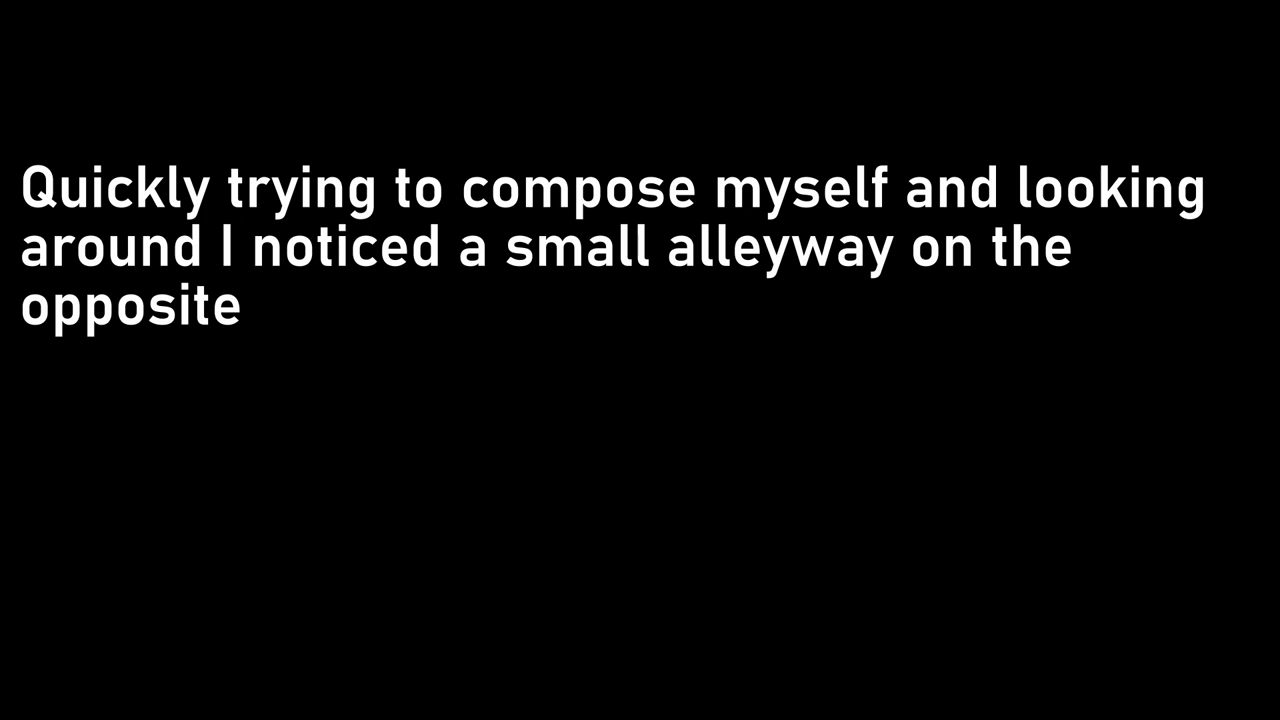 Quickly trying to compose myself and looking
around I noticed a small alleyway on the
opposite